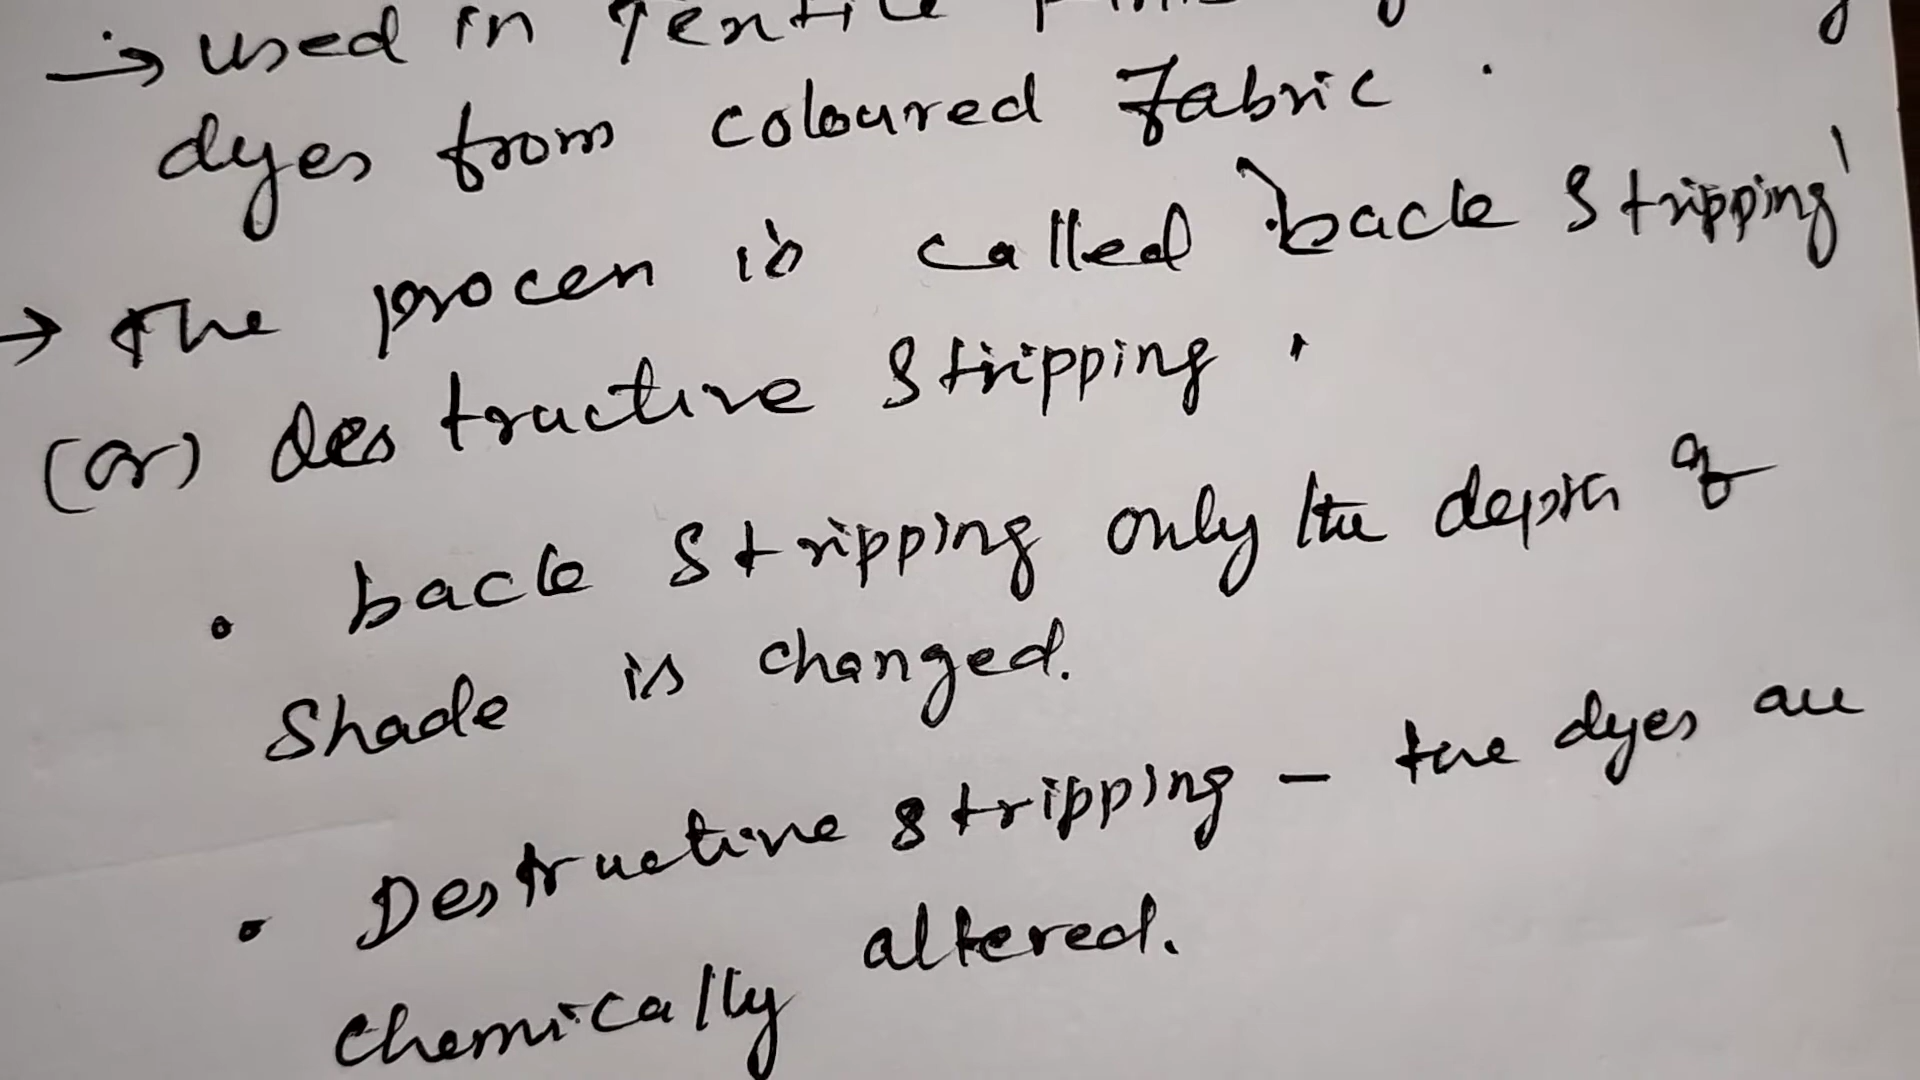 → used in Textile
dyes from coloured fabric.
→ The process is called 'back stripping'
(or) destructive stripping.
• back stripping only the depth of
Shade is changed.
• Destructive stripping – the dyes are
chemically altered.